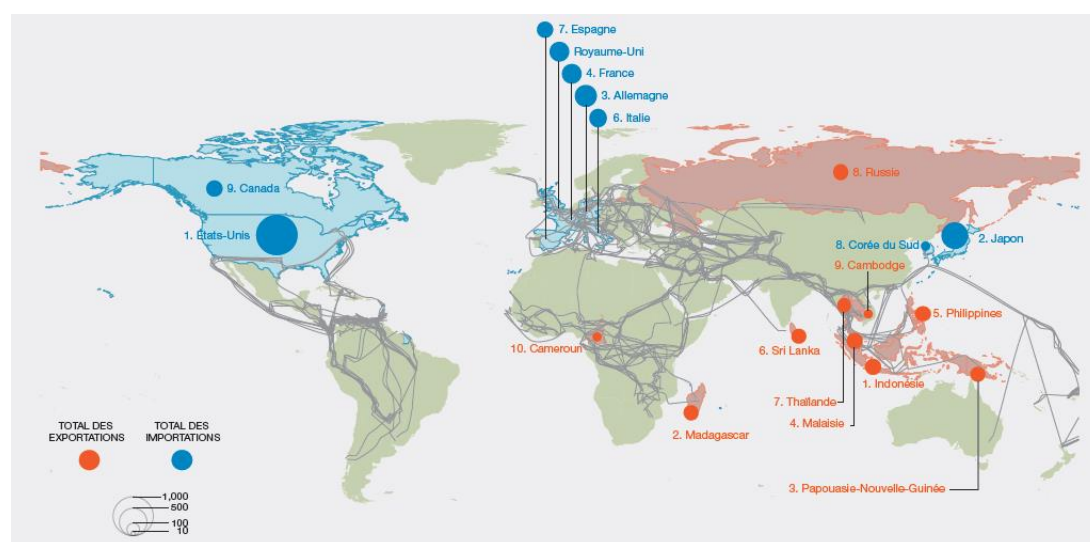 7. Espagne
Royaume-Uni
4. France
3. Allemagne
6. Italie
9. Canada
8. Russie
1. États-Unis
8. Corée du Sud
2. Japon
9. Cambodge
5. Philippines
10. Cameroun
6. Sri Lanka
1. Indonésie
7. Thaïlande
4. Malaisie
2. Madagascar
3. Papouasie-Nouvelle-Guinée
TOTAL DES
EXPORTATIONS
TOTAL DES
IMPORTATIONS
1,000
500
100
10